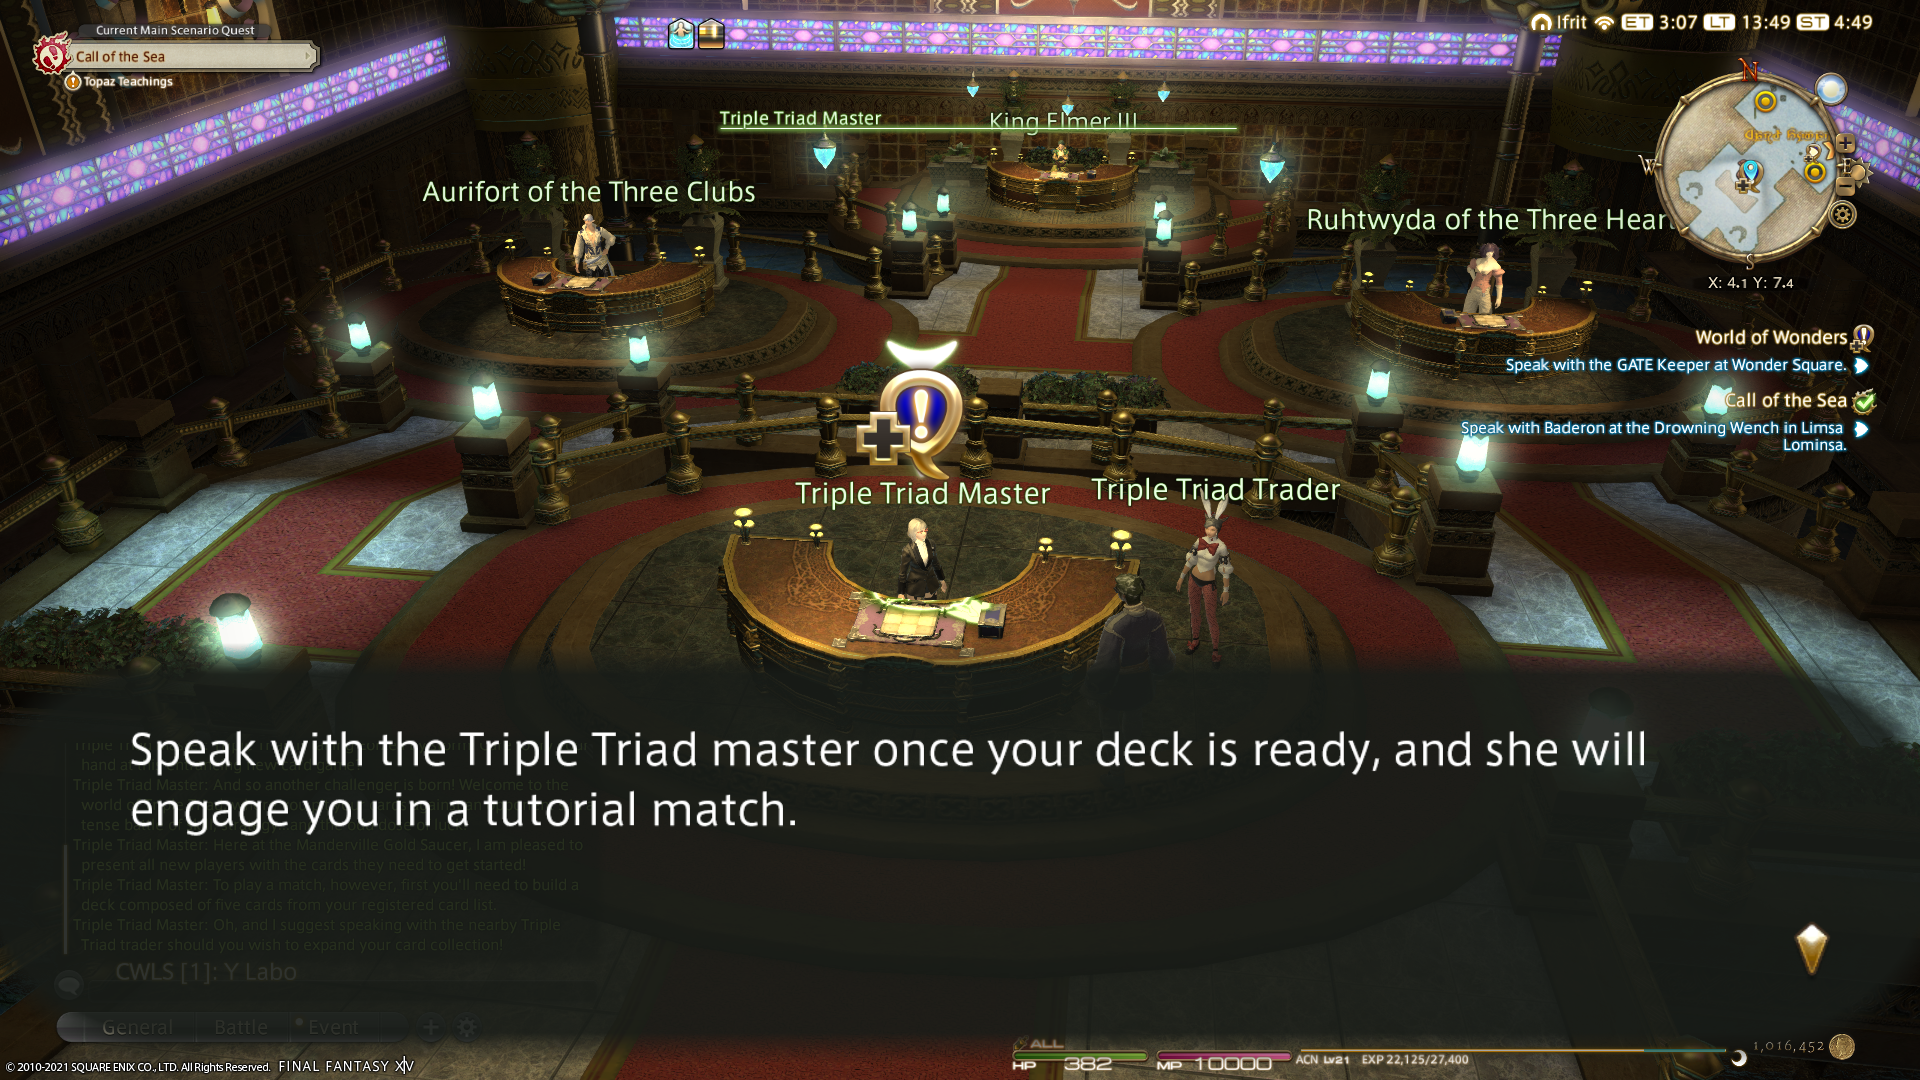 Current Main Scenario Quest
Call of the Sea
Topaz Teachings
Ifrit ET 3:07 LT 13:49 ST 4:49
N
W
E
S
X: 4.1 Y: 7.4
Triple Triad Master
King Elmer III
Aurifort of the Three Clubs
Ruhtwyda of the Three Hear
World of Wonders
Speak with the GATE Keeper at Wonder Square.
Call of the Sea
Speak with Baderon at the Drowning Wench in Limsa
Lominsa.
Triple Triad Master
Triple Triad Trader
Speak with the Triple Triad master once your deck is ready, and she will
engage you in a tutorial match.
Triple Triad Master: And so another challenger is born! Welcome to the
world
tense
Triple Triad Master: Here at the Manderville Gold Saucer, I am pleased to
present all new players with the cards they need to get started!
Triple Triad Master: To play a match, however, first you'll need to build a
deck composed of five cards from your registered card list.
Triple Triad Master: Oh, and I suggest speaking with the nearby Triple
Triad trader should you wish to expand your card collection!
CWLS [1]: Y Labo
General Battle Event
© 2010-2021 SQUARE ENIX CO., LTD. All Rights Reserved. FINAL FANTASY XIV
ALL
HP 382 MP 10000 ACN Lv21 EXP 22,125/27,400
1,016,452